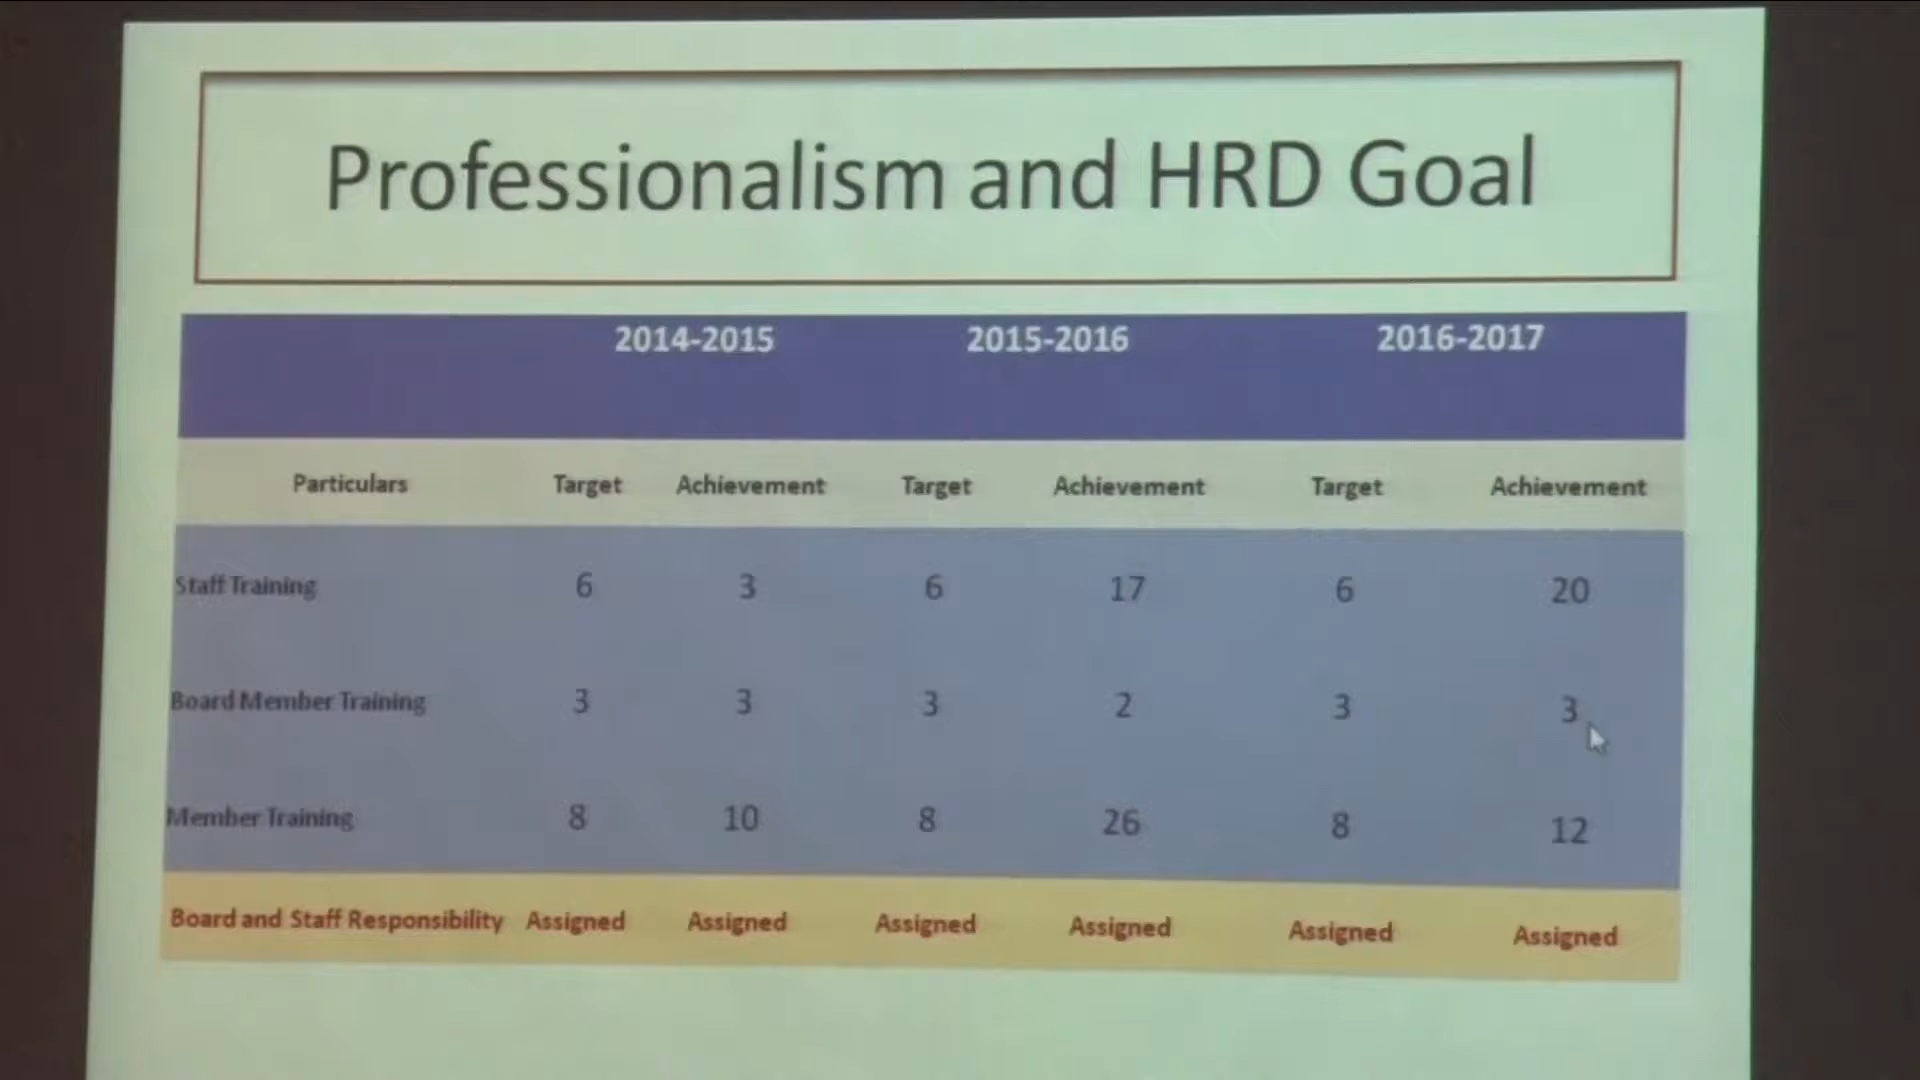 Professionalism and HRD Goal
2014-2015 2015-2016 2016-2017
Particulars Target Achievement Target Achievement Target Achievement
Staff Training 6 3 6 17 6 20
Board Member Training 3 3 3 2 3 3
Member Training 8 10 8 26 8 12
Board and Staff Responsibility Assigned Assigned Assigned Assigned Assigned Assigned